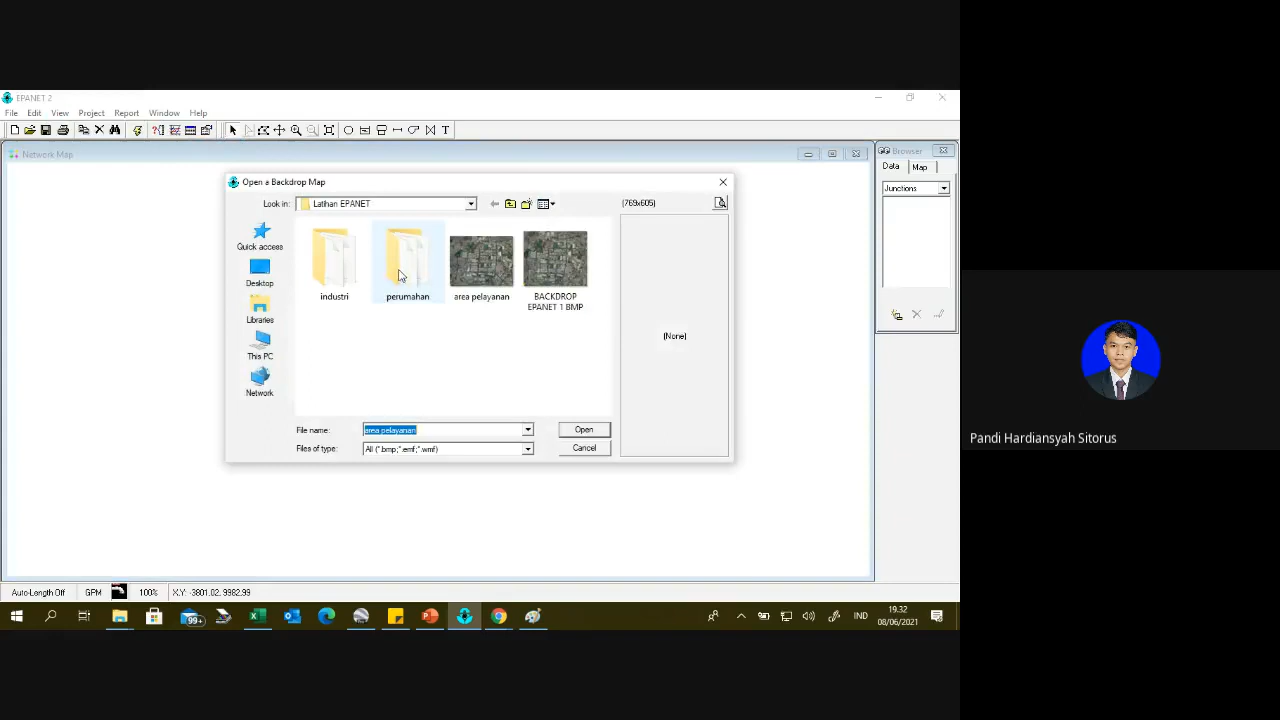 EPANET 2
File Edit View Project Report Window Help
Network Map
Browser
Data Map
Junctions
Open a Backdrop Map
Look in: Latihan EPANET
(769x605)
Quick access
Desktop
Libraries
This PC
Network
industri
perumahan
area pelayanan
BACKDROP
EPANET 1 BMP
(None)
File name: area pelayanan Open
Files of type: All (*.bmp;*.emf;*.wmf) Cancel
Pandi Hardiansyah Sitorus
Auto-Length Off GPM 100% X,Y: -3801.02, 9982.99
99+
IND
19.32
08/06/2021